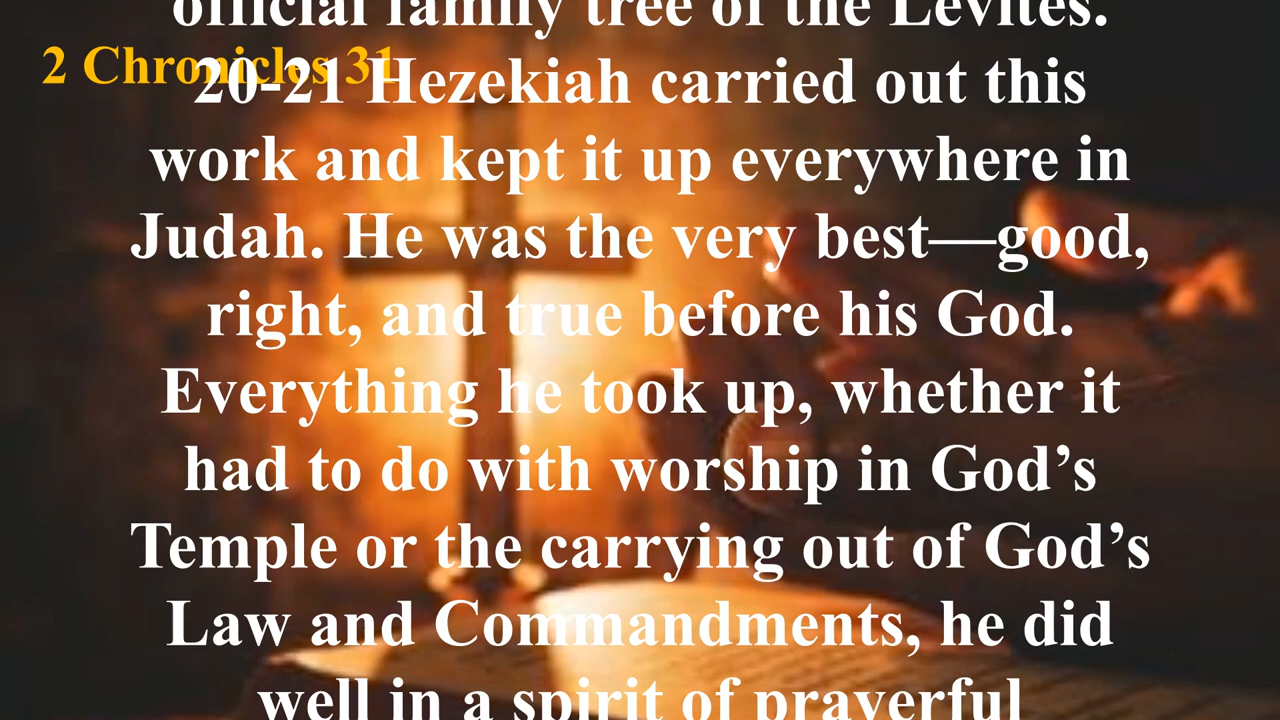 official family tree of the Levites.
2 Chronicles 31
20-21 Hezekiah carried out this
work and kept it up everywhere in
Judah. He was the very best—good,
right, and true before his God.
Everything he took up, whether it
had to do with worship in God’s
Temple or the carrying out of God’s
Law and Commandments, he did
well in a spirit of prayerful